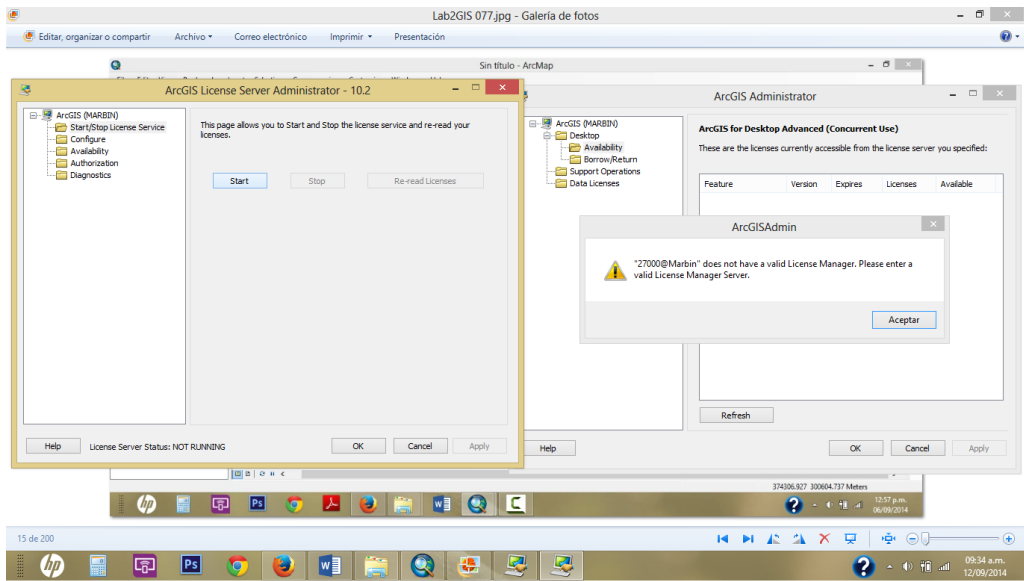 Lab2GIS 077.jpg - Galería de fotos
Editar, organizar o compartir Archivo Correo electrónico Imprimir Presentación
Sin título - ArcMap
ArcGIS License Server Administrator - 10.2
ArcGIS (MARBIN)
Start/Stop License Service
Configure
Availability
Authorization
Diagnostics
This page allows you to Start and Stop the license service and re-read your
licenses.
Start Stop Re-read Licenses
Help License Server Status: NOT RUNNING OK Cancel Apply
ArcGIS Administrator
ArcGIS (MARBIN)
Desktop
Availability
Borrow/Return
Support Operations
Data Licenses
ArcGIS for Desktop Advanced (Concurrent Use)
These are the licenses currently accessible from the license server you specified:
Feature Version Expires Licenses Available
ArcGISAdmin
"27000@Marbin" does not have a valid License Manager. Please enter a
valid License Manager Server.
Aceptar
Refresh
Help OK Cancel Apply
374306.927 300604.737 Meters
hp Ps W C ? 12:57 p.m.
06/09/2014
15 de 200
hp Ps W ? 09:34 a.m.
12/09/2014